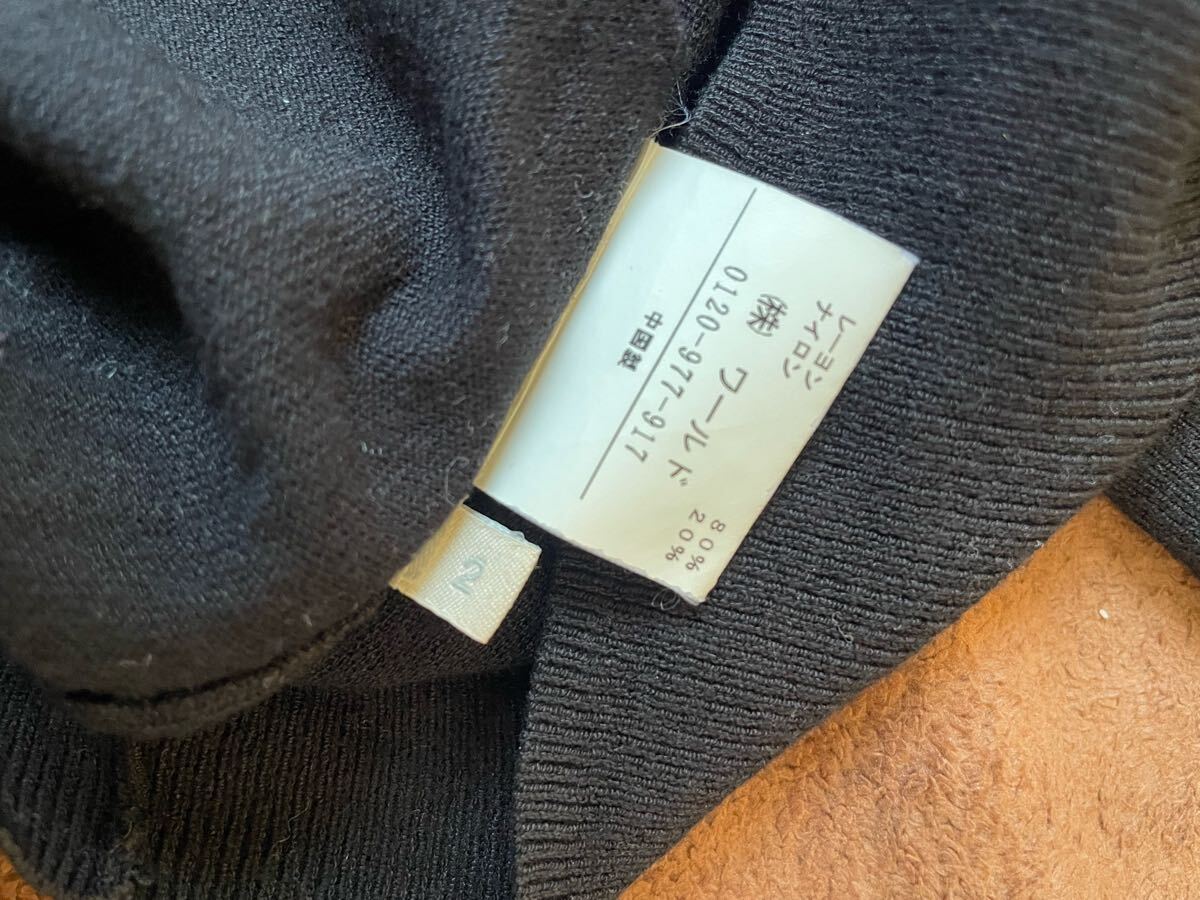 レーヨン 80%
ナイロン 20%
㈱ ワールド
0120-977-917
中国製
2